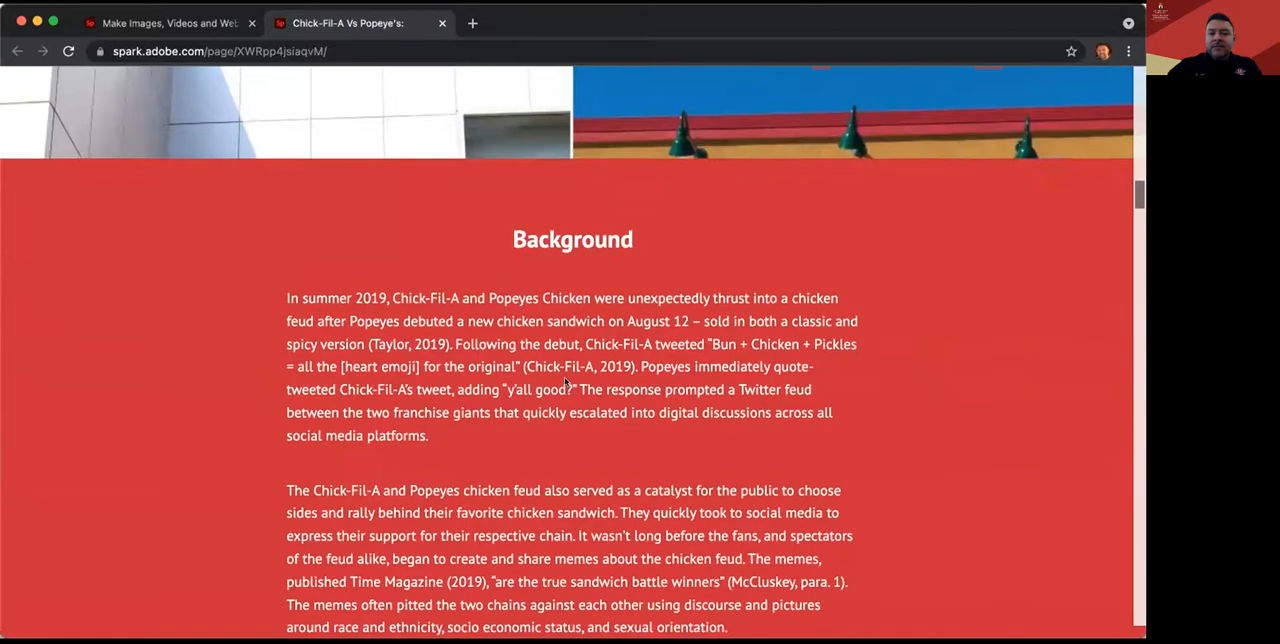 Make Images, Videos and Web
Chick-Fil-A Vs Popeye's:
spark.adobe.com/page/XWRpp4jsiaqvM/
Background
In summer 2019, Chick-Fil-A and Popeyes Chicken were unexpectedly thrust into a chicken
feud after Popeyes debuted a new chicken sandwich on August 12 – sold in both a classic and
spicy version (Taylor, 2019). Following the debut, Chick-Fil-A tweeted “Bun + Chicken + Pickles
= all the [heart emoji] for the original” (Chick-Fil-A, 2019). Popeyes immediately quote-
tweeted Chick-Fil-A’s tweet, adding “y’all good?” The response prompted a Twitter feud
between the two franchise giants that quickly escalated into digital discussions across all
social media platforms.
The Chick-Fil-A and Popeyes chicken feud also served as a catalyst for the public to choose
sides and rally behind their favorite chicken sandwich. They quickly took to social media to
express their support for their respective chain. It wasn’t long before the fans, and spectators
of the feud alike, began to create and share memes about the chicken feud. The memes,
published Time Magazine (2019), “are the true sandwich battle winners” (McCluskey, para. 1).
The memes often pitted the two chains against each other using discourse and pictures
around race and ethnicity, socio economic status, and sexual orientation.